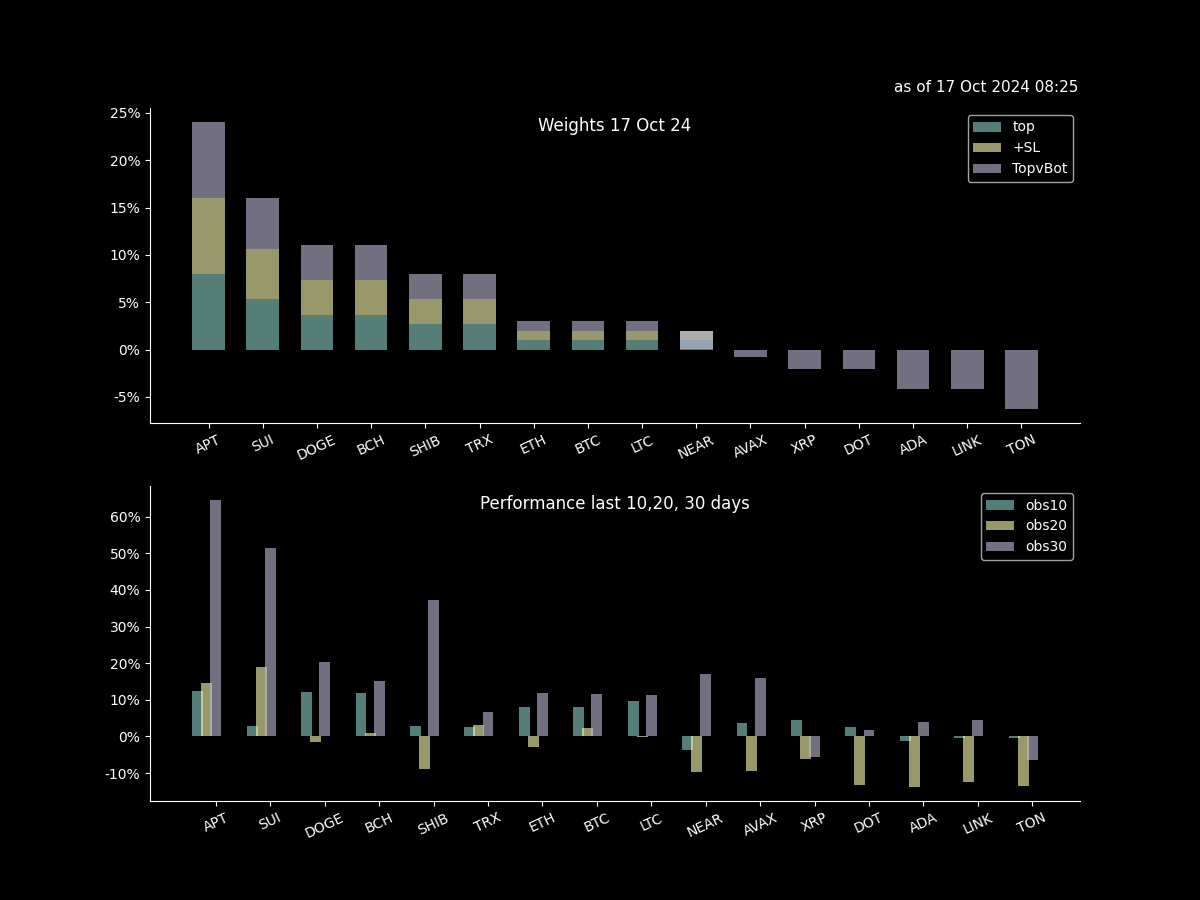 as of 17 Oct 2024 08:25
Weights 17 Oct 24
top
+SL
TopvBot
25%
20%
15%
10%
5%
0%
-5%
APT SUI DOGE BCH SHIB TRX ETH BTC LTC NEAR AVAX XRP DOT ADA LINK TON
Performance last 10,20, 30 days
obs10
obs20
obs30
60%
50%
40%
30%
20%
10%
0%
-10%
APT SUI DOGE BCH SHIB TRX ETH BTC LTC NEAR AVAX XRP DOT ADA LINK TON